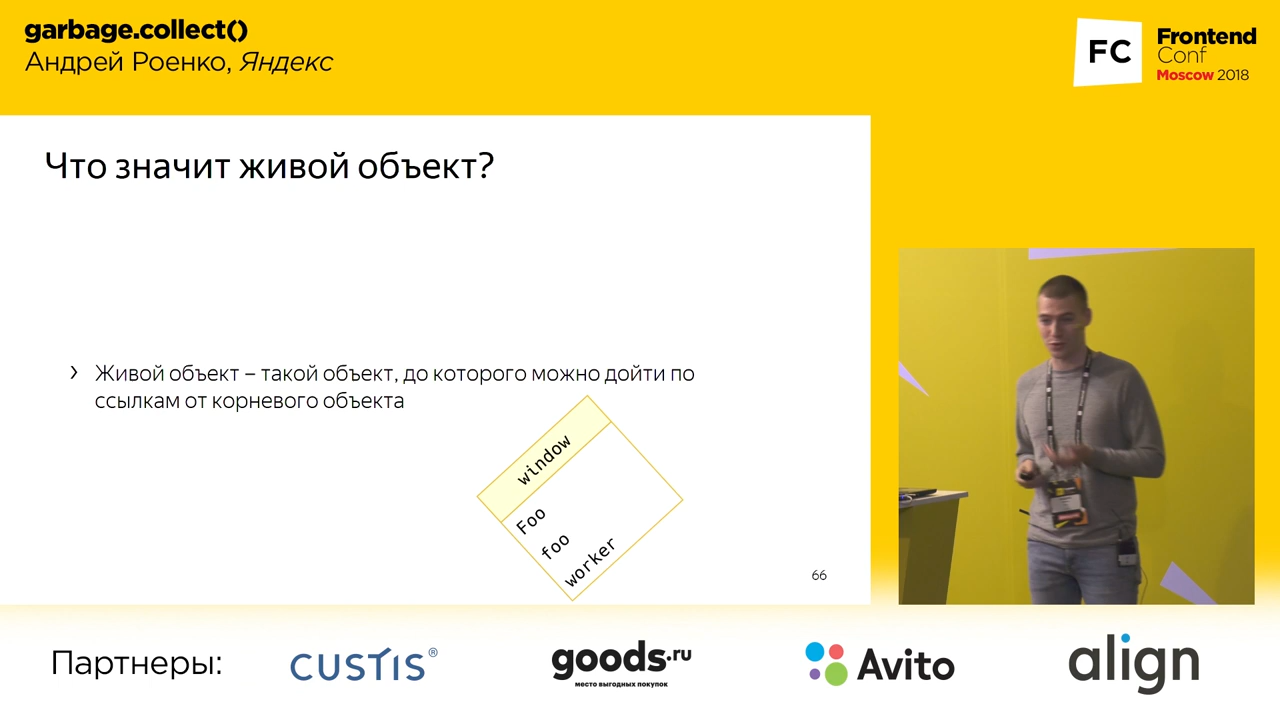 garbage.collect()
Андрей Роенко, Яндекс
FC
Frontend
Conf
Moscow 2018
Что значит живой объект?
› Живой объект – такой объект, до которого можно дойти по
ссылкам от корневого объекта
window
Foo
foo
worker
66
Партнеры:
CUSTIS®
goods.ru
место выгодных покупок
Avito
align